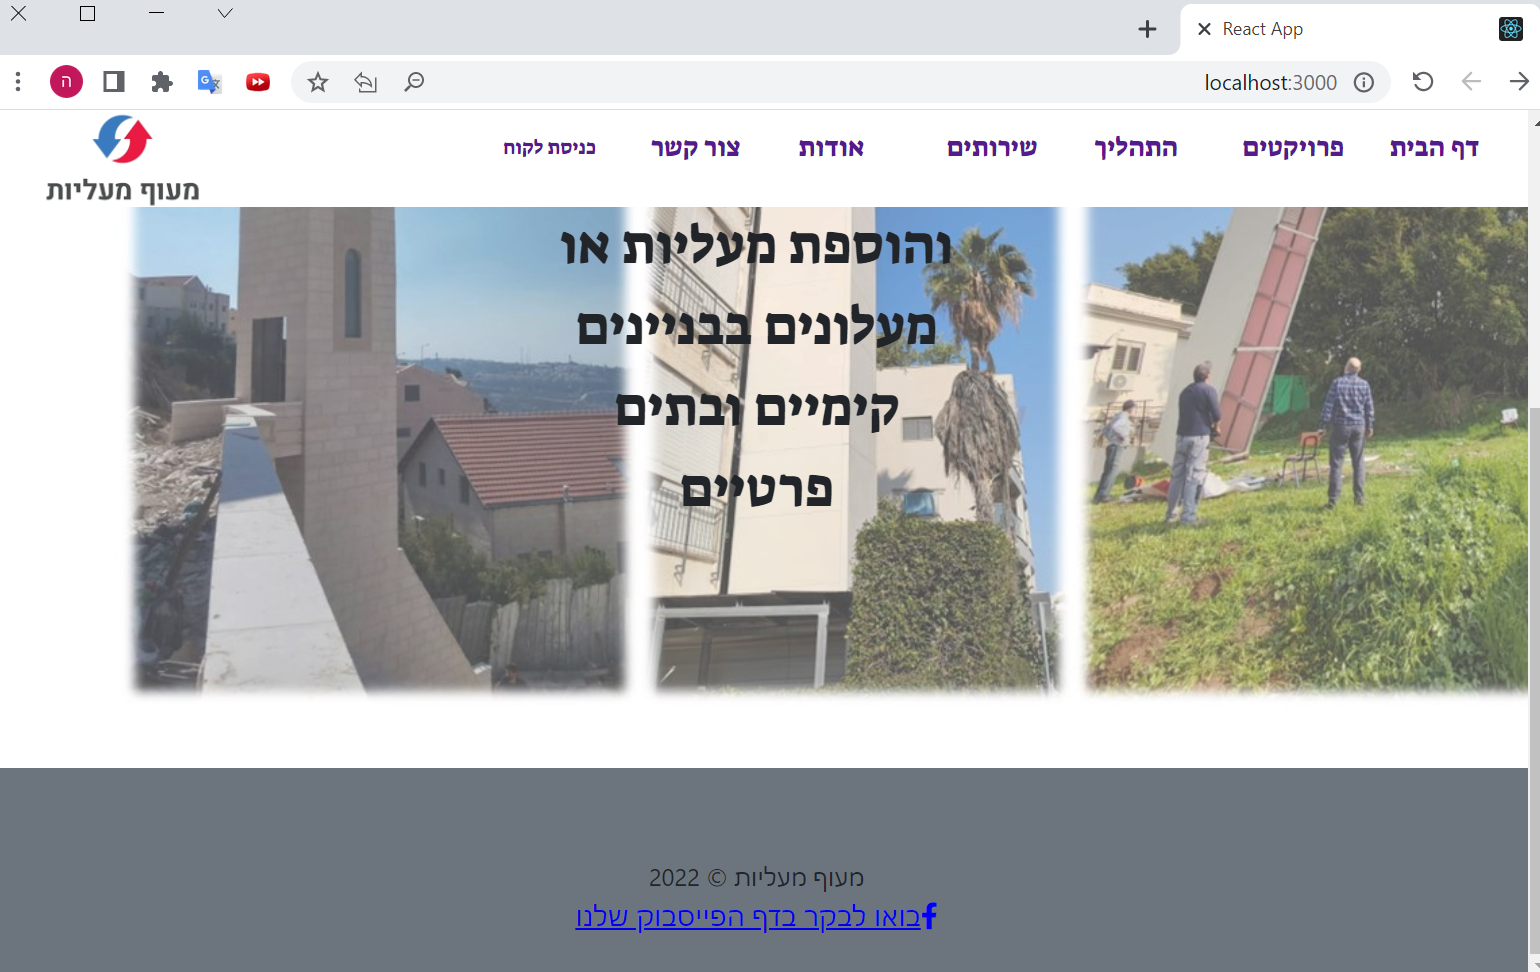 React App
localhost:3000
ה
דף הבית
פרויקטים
התהליך
שירותים
אודות
צור קשר
כניסת לקוח
מעוף מעליות
והוספת מעליות או
מעלונים בבניינים
קימיים ובתים
פרטיים
מעוף מעליות © 2022
בואו לבקר בדף הפייסבוק שלנו